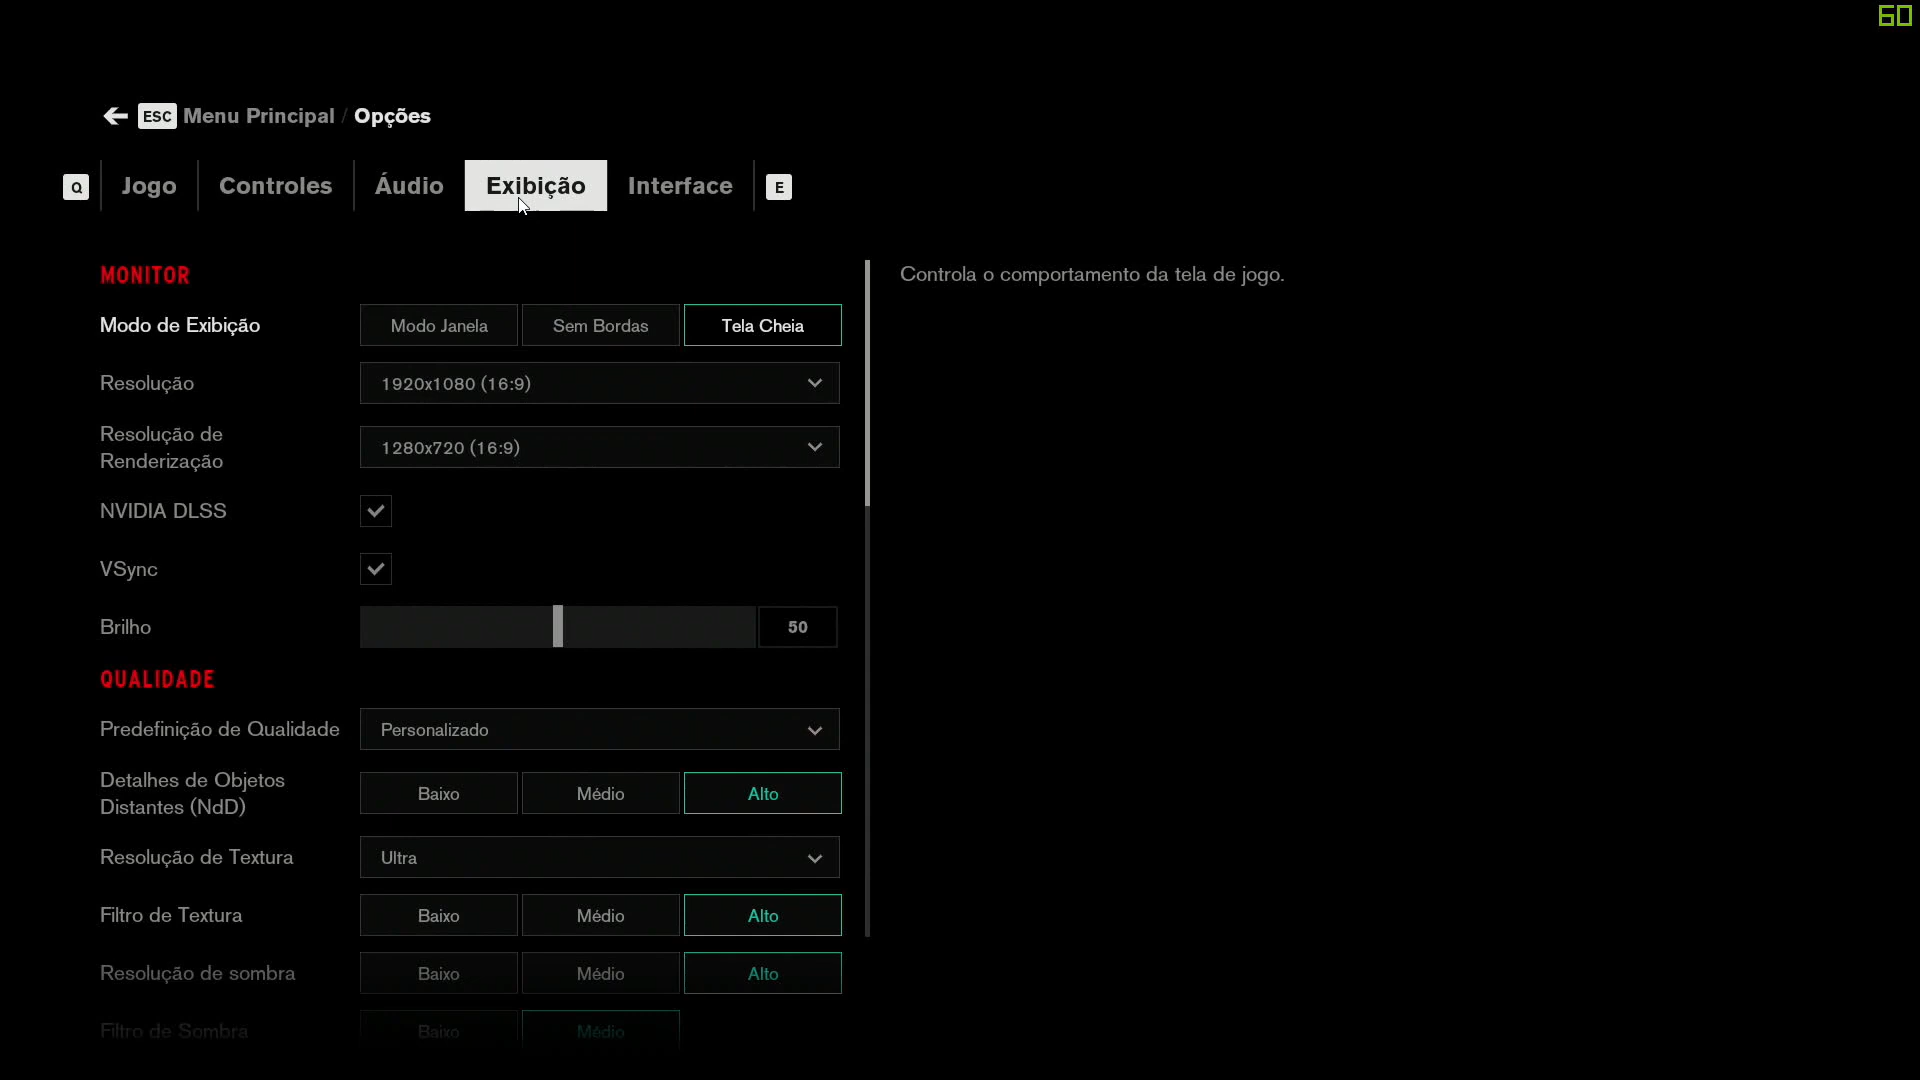 60
ESC Menu Principal / Opções
Q Jogo Controles Áudio Exibição Interface E
MONITOR
Controla o comportamento da tela de jogo.
Modo de Exibição Modo Janela Sem Bordas Tela Cheia
Resolução 1920x1080 (16:9)
Resolução de
Renderização 1280x720 (16:9)
NVIDIA DLSS
VSync
Brilho 50
QUALIDADE
Predefinição de Qualidade Personalizado
Detalhes de Objetos
Distantes (NdD) Baixo Médio Alto
Resolução de Textura Ultra
Filtro de Textura Baixo Médio Alto
Resolução de sombra Baixo Médio Alto
Filtro de Sombra Baixo Médio